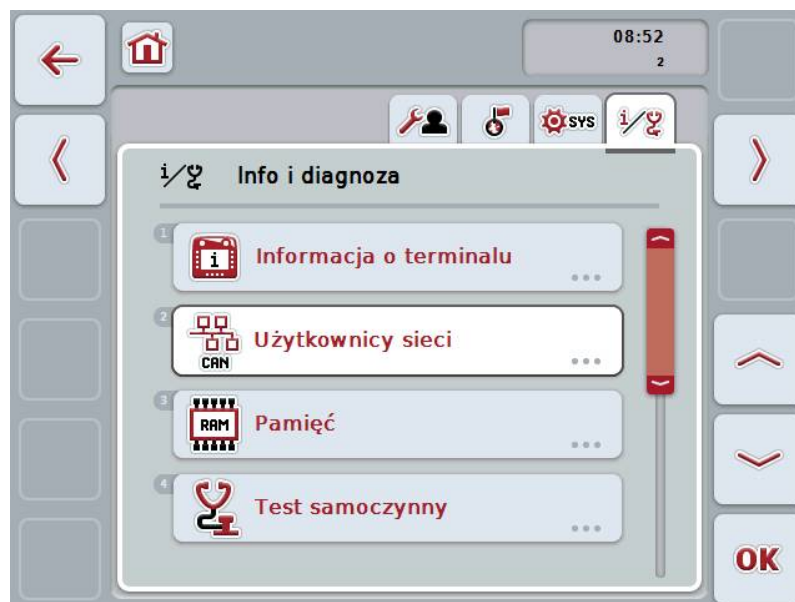 08:52
2
SYS
i
Info i diagnoza
1
i
Informacja o terminalu
2
CAN
Użytkownicy sieci
3
RAM
Pamięć
4
Test samoczynny
OK